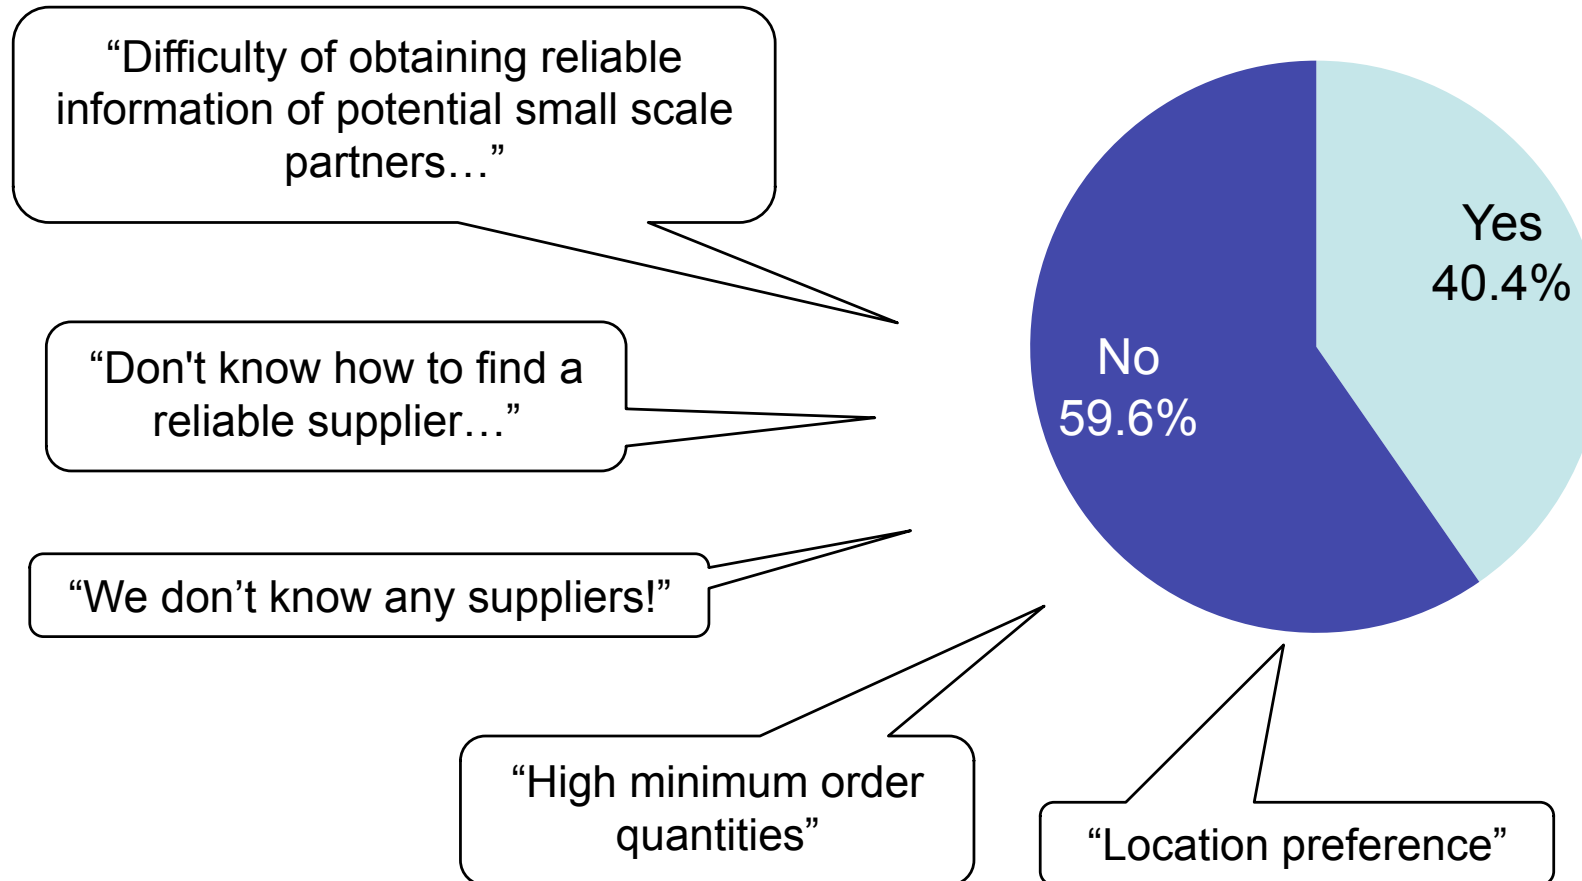 “Difficulty of obtaining reliable
information of potential small scale
partners…”
Yes
40.4%
No
59.6%
“Don't know how to find a
reliable supplier…”
“We don’t know any suppliers!”
“High minimum order
quantities”
“Location preference”